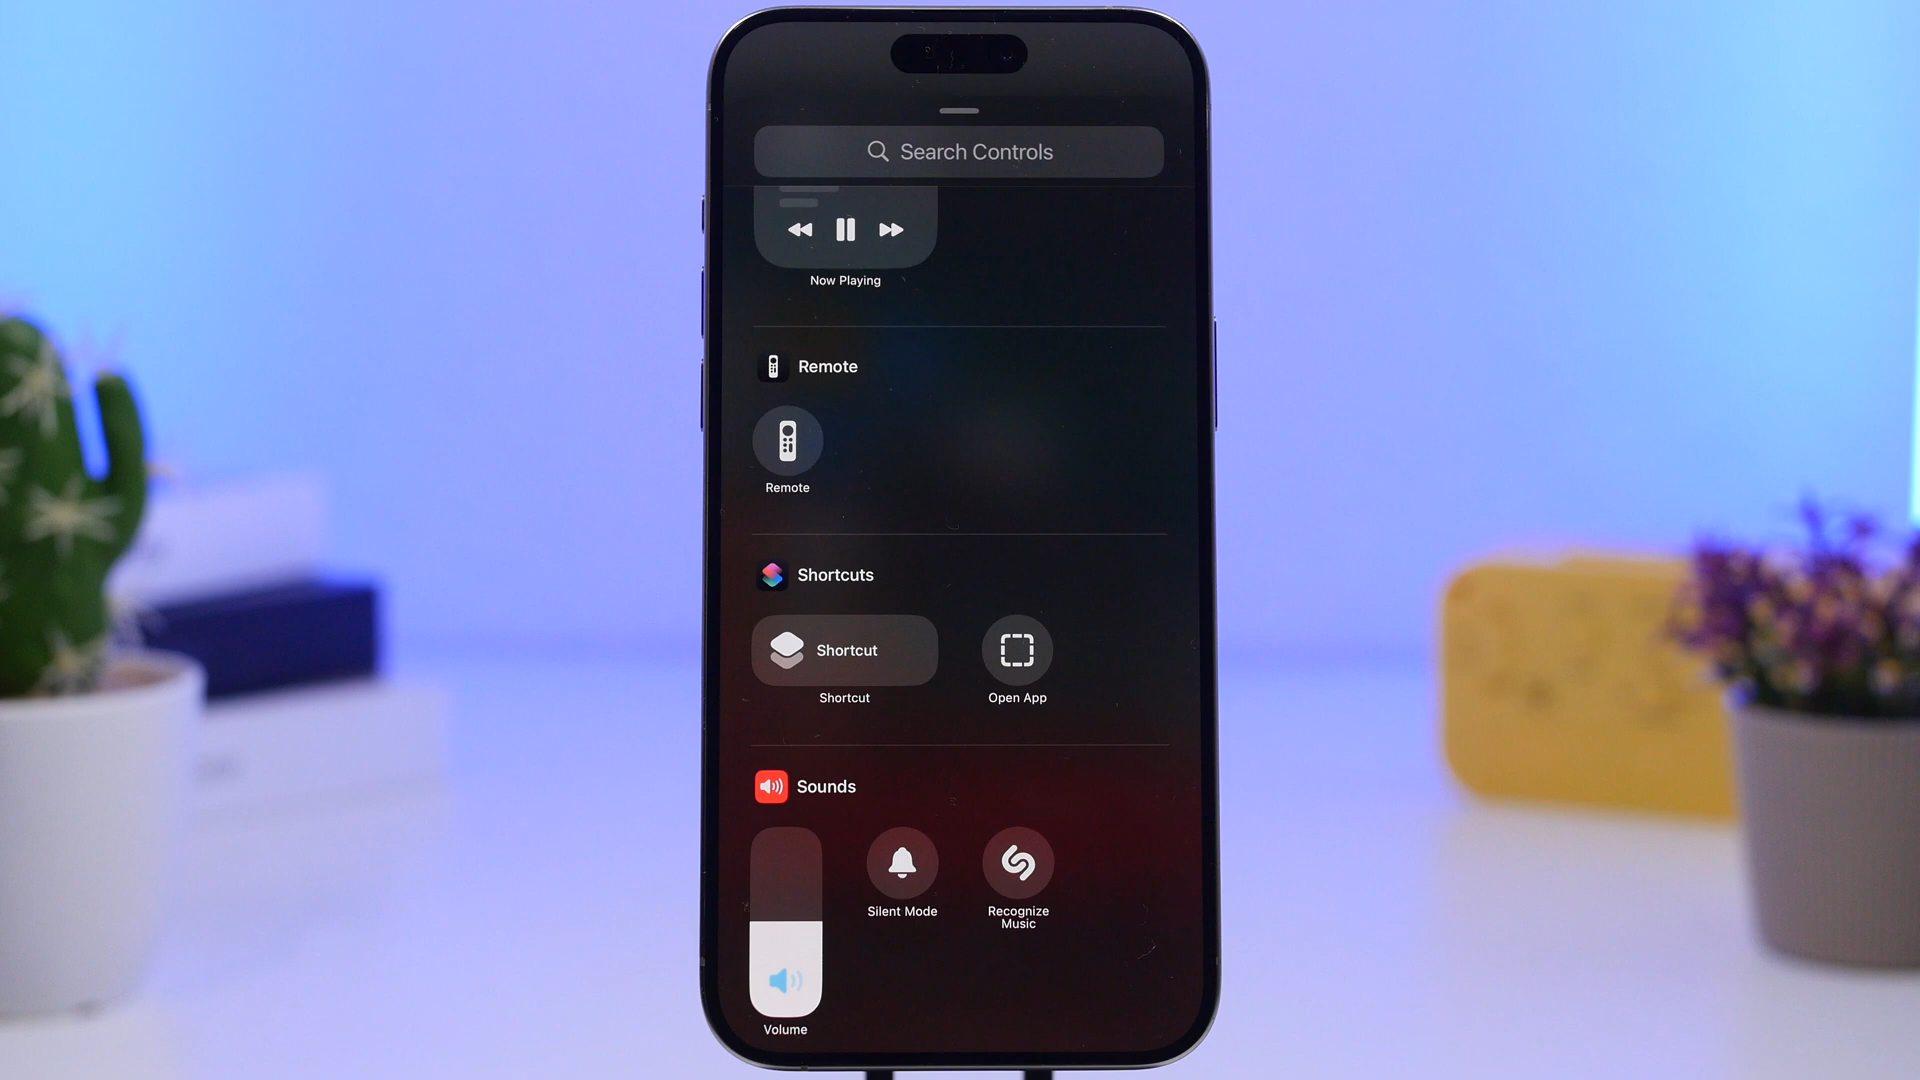 Search Controls
Now Playing
Remote
Remote
Shortcuts
Shortcut
Shortcut
Open App
Sounds
Silent Mode
Recognize
Music
Volume